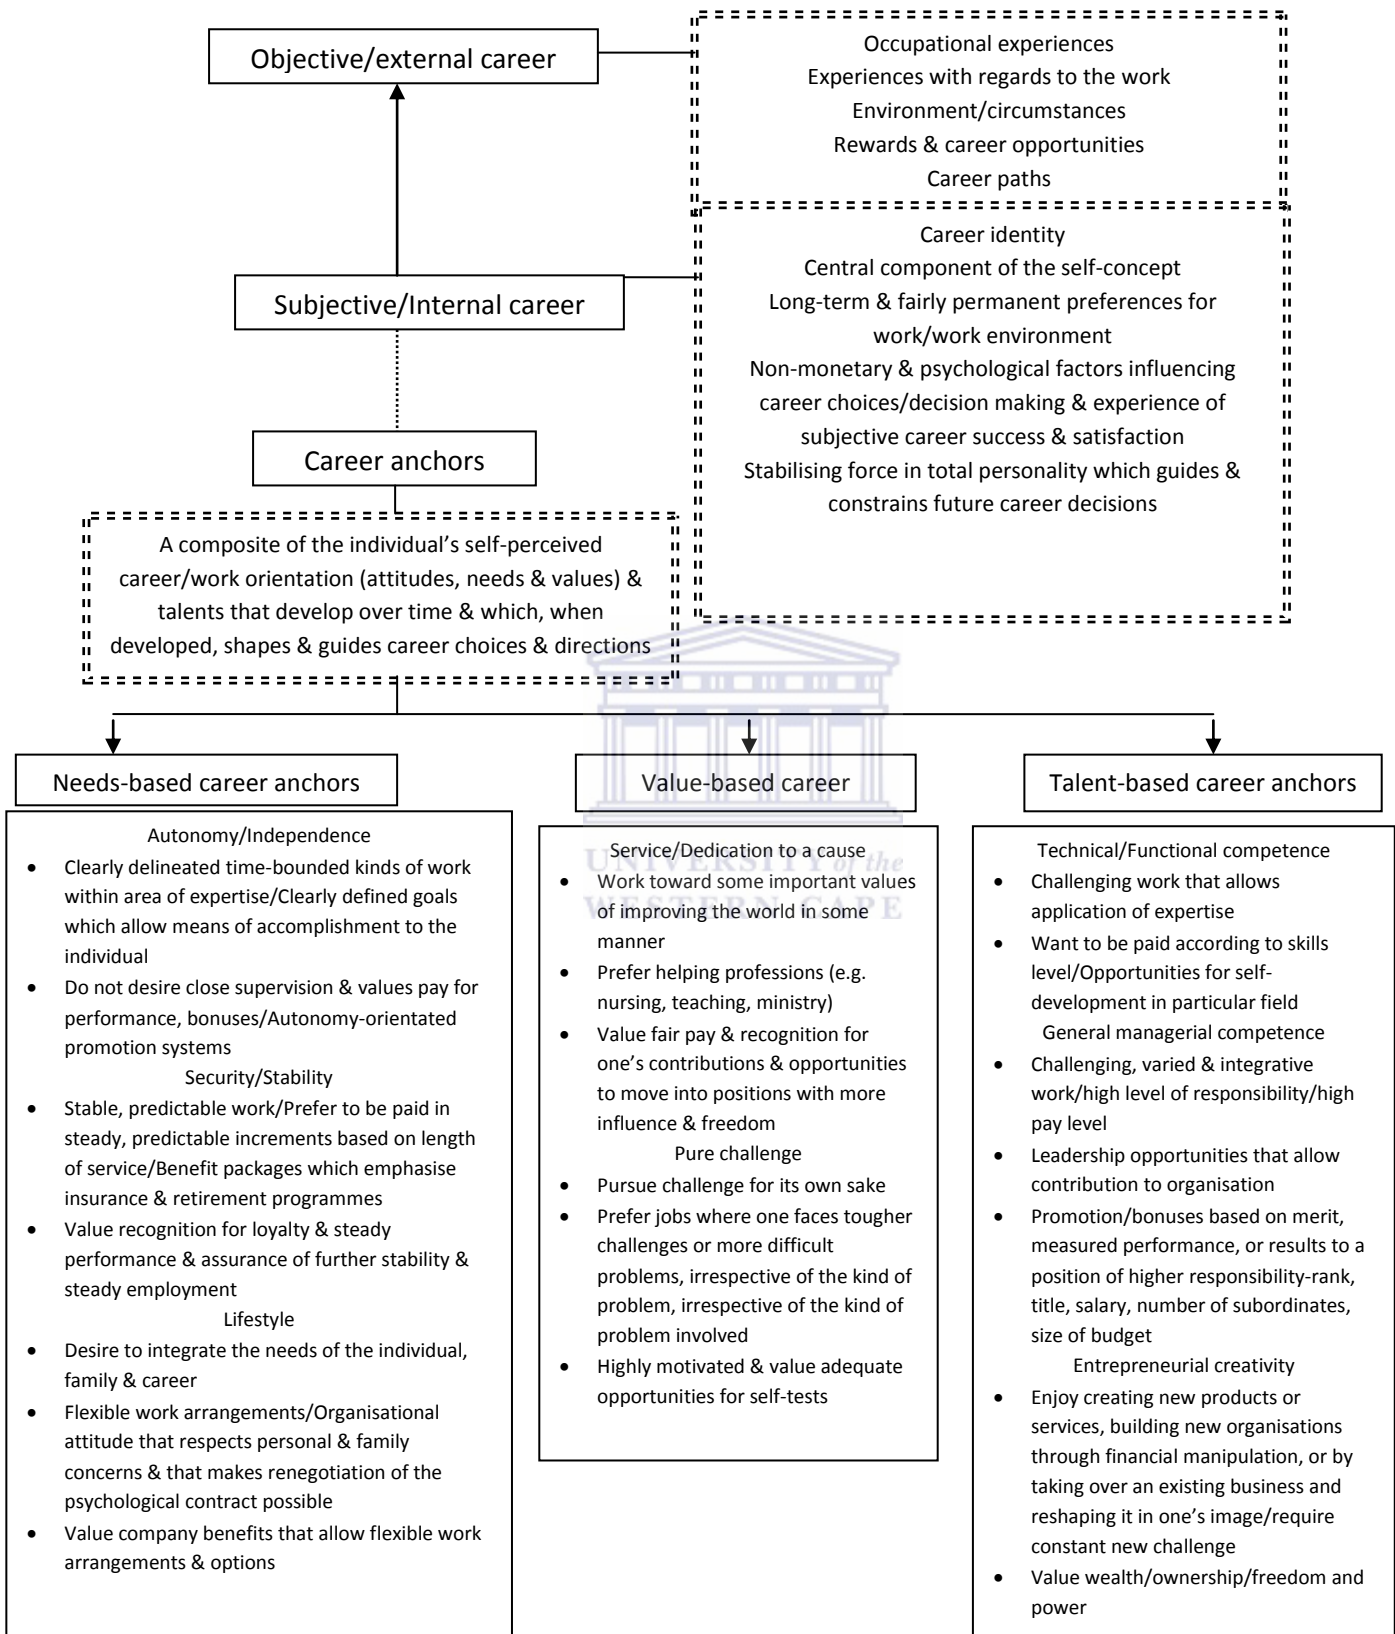 Objective/external career
Occupational experiences
Experiences with regards to the work
Environment/circumstances
Rewards & career opportunities
Career paths
Subjective/Internal career
Career identity
Central component of the self-concept
Long-term & fairly permanent preferences for
work/work environment
Non-monetary & psychological factors influencing
career choices/decision making & experience of
subjective career success & satisfaction
Stabilising force in total personality which guides &
constrains future career decisions
Career anchors
A composite of the individual’s self-perceived
career/work orientation (attitudes, needs & values) &
talents that develop over time & which, when
developed, shapes & guides career choices & directions
Needs-based career anchors
Autonomy/Independence
• Clearly delineated time-bounded kinds of work
within area of expertise/Clearly defined goals
which allow means of accomplishment to the
individual
• Do not desire close supervision & values pay for
performance, bonuses/Autonomy-orientated
promotion systems
Security/Stability
• Stable, predictable work/Prefer to be paid in
steady, predictable increments based on length
of service/Benefit packages which emphasise
insurance & retirement programmes
• Value recognition for loyalty & steady
performance & assurance of further stability &
steady employment
Lifestyle
• Desire to integrate the needs of the individual,
family & career
• Flexible work arrangements/Organisational
attitude that respects personal & family
concerns & that makes renegotiation of the
psychological contract possible
• Value company benefits that allow flexible work
arrangements & options
Value-based career
Service/Dedication to a cause
UNIVERSITY of the
• Work toward some important values
WESTERN CAPE
of improving the world in some
manner
• Prefer helping professions (e.g.
nursing, teaching, ministry)
• Value fair pay & recognition for
one’s contributions & opportunities
to move into positions with more
influence & freedom
Pure challenge
• Pursue challenge for its own sake
• Prefer jobs where one faces tougher
challenges or more difficult
problems, irrespective of the kind of
problem, irrespective of the kind of
problem involved
• Highly motivated & value adequate
opportunities for self-tests
Talent-based career anchors
Technical/Functional competence
• Challenging work that allows
application of expertise
• Want to be paid according to skills
level/Opportunities for self-
development in particular field
General managerial competence
• Challenging, varied & integrative
work/high level of responsibility/high
pay level
• Leadership opportunities that allow
contribution to organisation
• Promotion/bonuses based on merit,
measured performance, or results to a
position of higher responsibility-rank,
title, salary, number of subordinates,
size of budget
Entrepreneurial creativity
• Enjoy creating new products or
services, building new organisations
through financial manipulation, or by
taking over an existing business and
reshaping it in one’s image/require
constant new challenge
• Value wealth/ownership/freedom and
power